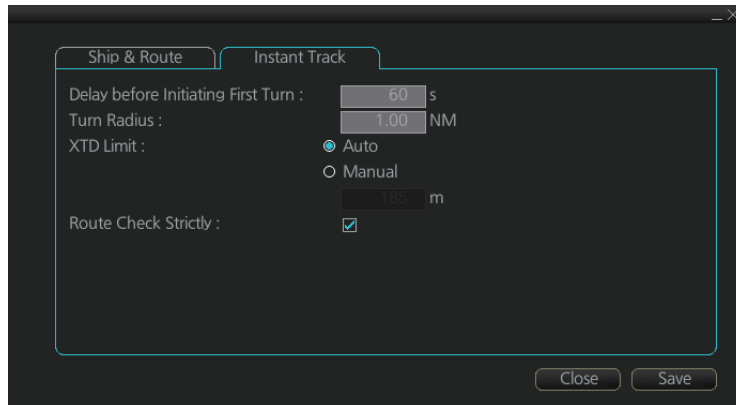 Ship & Route Instant Track
Delay before Initiating First Turn : 60 s
Turn Radius : 1.00 NM
XTD Limit : Auto
Manual
185 m
Route Check Strictly :
Close Save